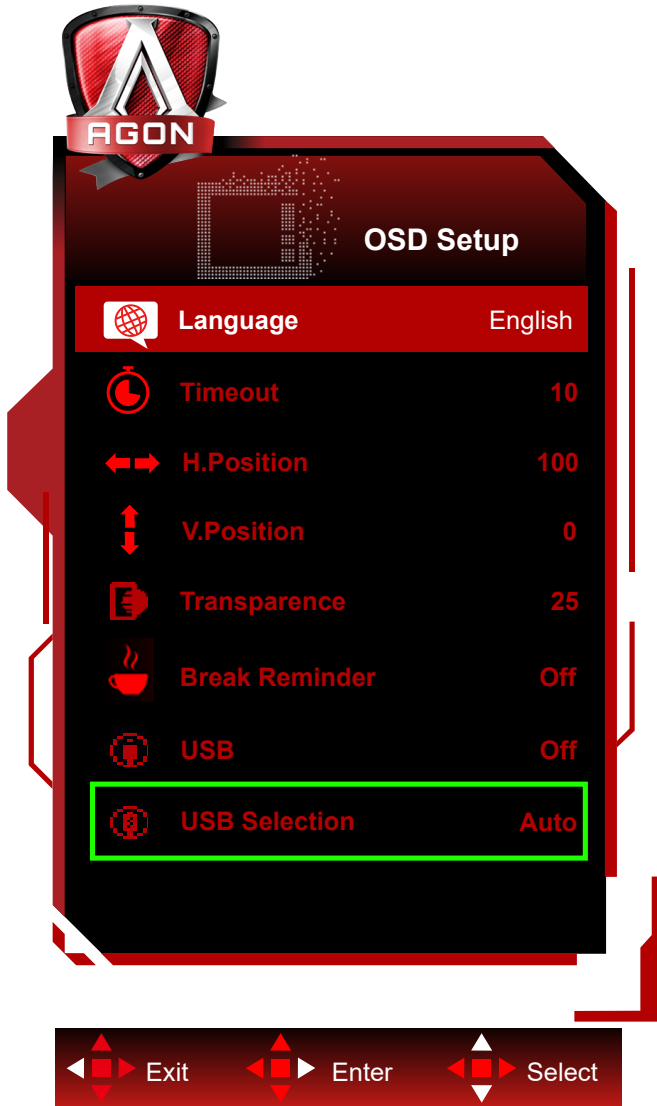 AGON
OSD Setup
Language English
Timeout 10
H.Position 100
V.Position 0
Transparence 25
Break Reminder Off
USB Off
USB Selection Auto
Exit Enter Select